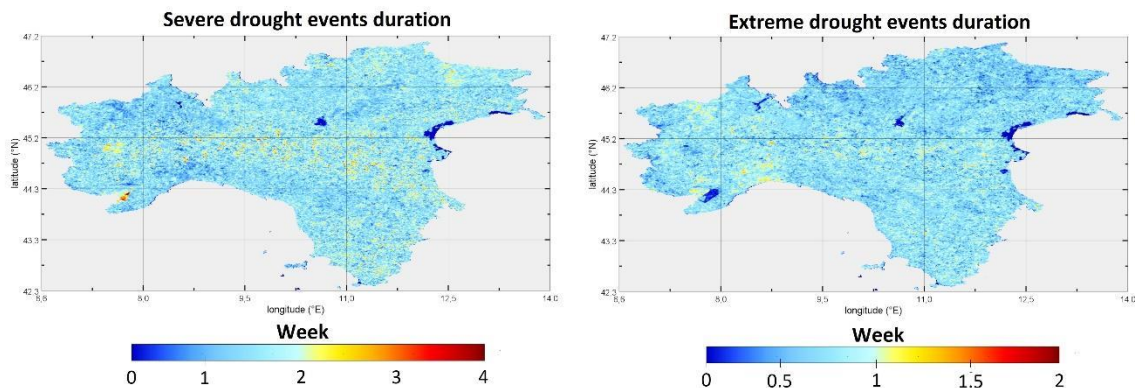 Severe drought events duration
47.2
46.2
45.2
44.3
43.3
42.3
latitude (°N)
6,5 8,0 9,5 11,0 12,5 14,0
longitude (°E)
Week
0 1 2 3 4
Extreme drought events duration
47.2
46.2
45.2
44.3
43.3
42.3
latitude (°N)
6,5 8,0 9,5 11,0 12,5 14,0
longitude (°E)
Week
0 0.5 1 1.5 2